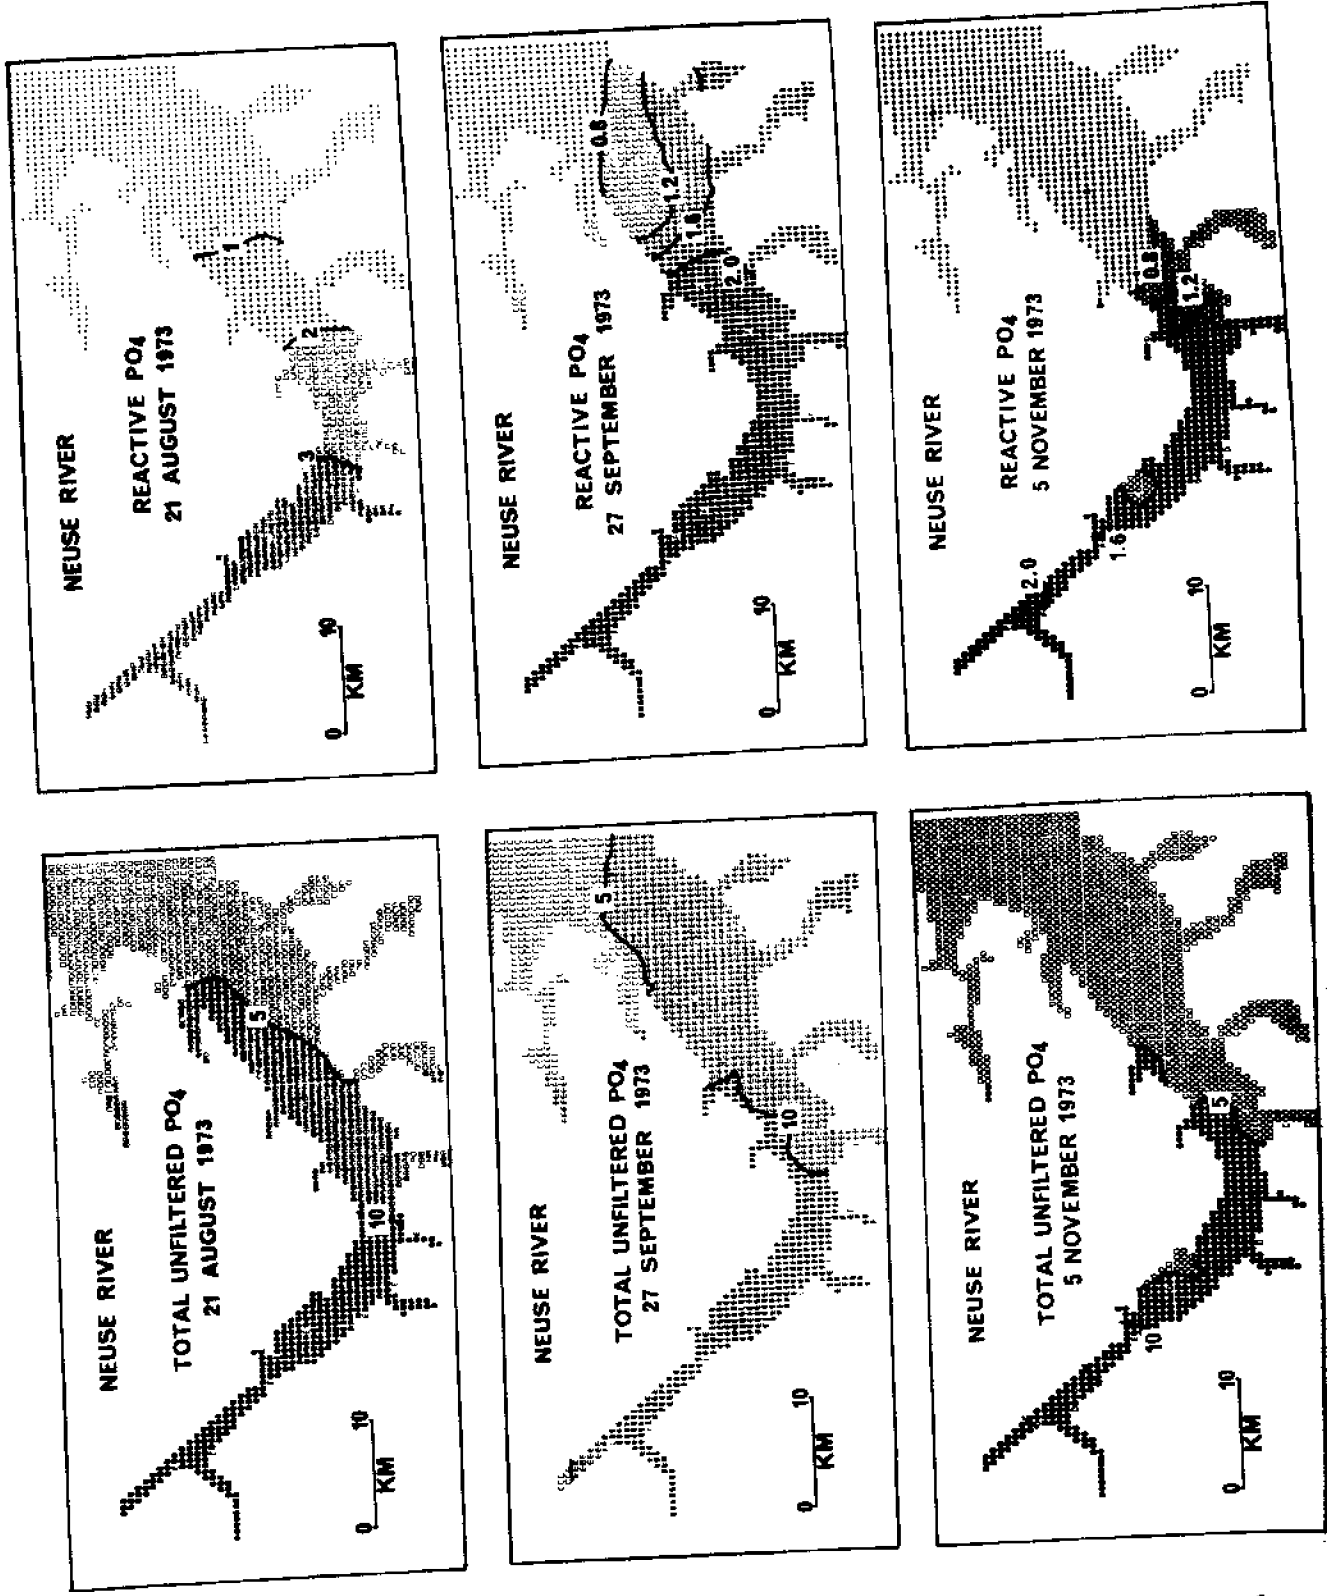 NEUSE RIVER
TOTAL UNFILTERED PO4
21 AUGUST 1973
5
10
0 10
KM
NEUSE RIVER
REACTIVE PO4
21 AUGUST 1973
1
2
3
0 10
KM
NEUSE RIVER
TOTAL UNFILTERED PO4
27 SEPTEMBER 1973
5
10
0 10
KM
NEUSE RIVER
REACTIVE PO4
27 SEPTEMBER 1973
0.8
1.2
1.6
2.0
0 10
KM
NEUSE RIVER
TOTAL UNFILTERED PO4
5 NOVEMBER 1973
5
10
0 10
KM
NEUSE RIVER
REACTIVE PO4
5 NOVEMBER 1973
0.8
1.2
1.6
2.0
0 10
KM